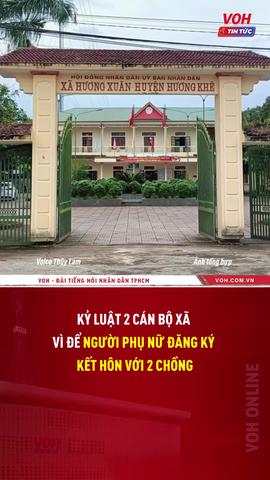 VOH
TIN TỨC
HỘI ĐỒNG NHÂN DÂN ỦY BAN NHÂN DÂN
XÃ HƯƠNG XUÂN HUYỆN HƯƠNG KHÊ
Voice Thùy Lam
Ảnh tổng hợp
VOH - ĐÀI TIẾNG NÓI NHÂN DÂN TPHCM
VOH.COM.VN
KỶ LUẬT 2 CÁN BỘ XÃ
VÌ ĐỂ NGƯỜI PHỤ NỮ ĐĂNG KÝ
KẾT HÔN VỚI 2 CHỒNG
VOH ONLINE